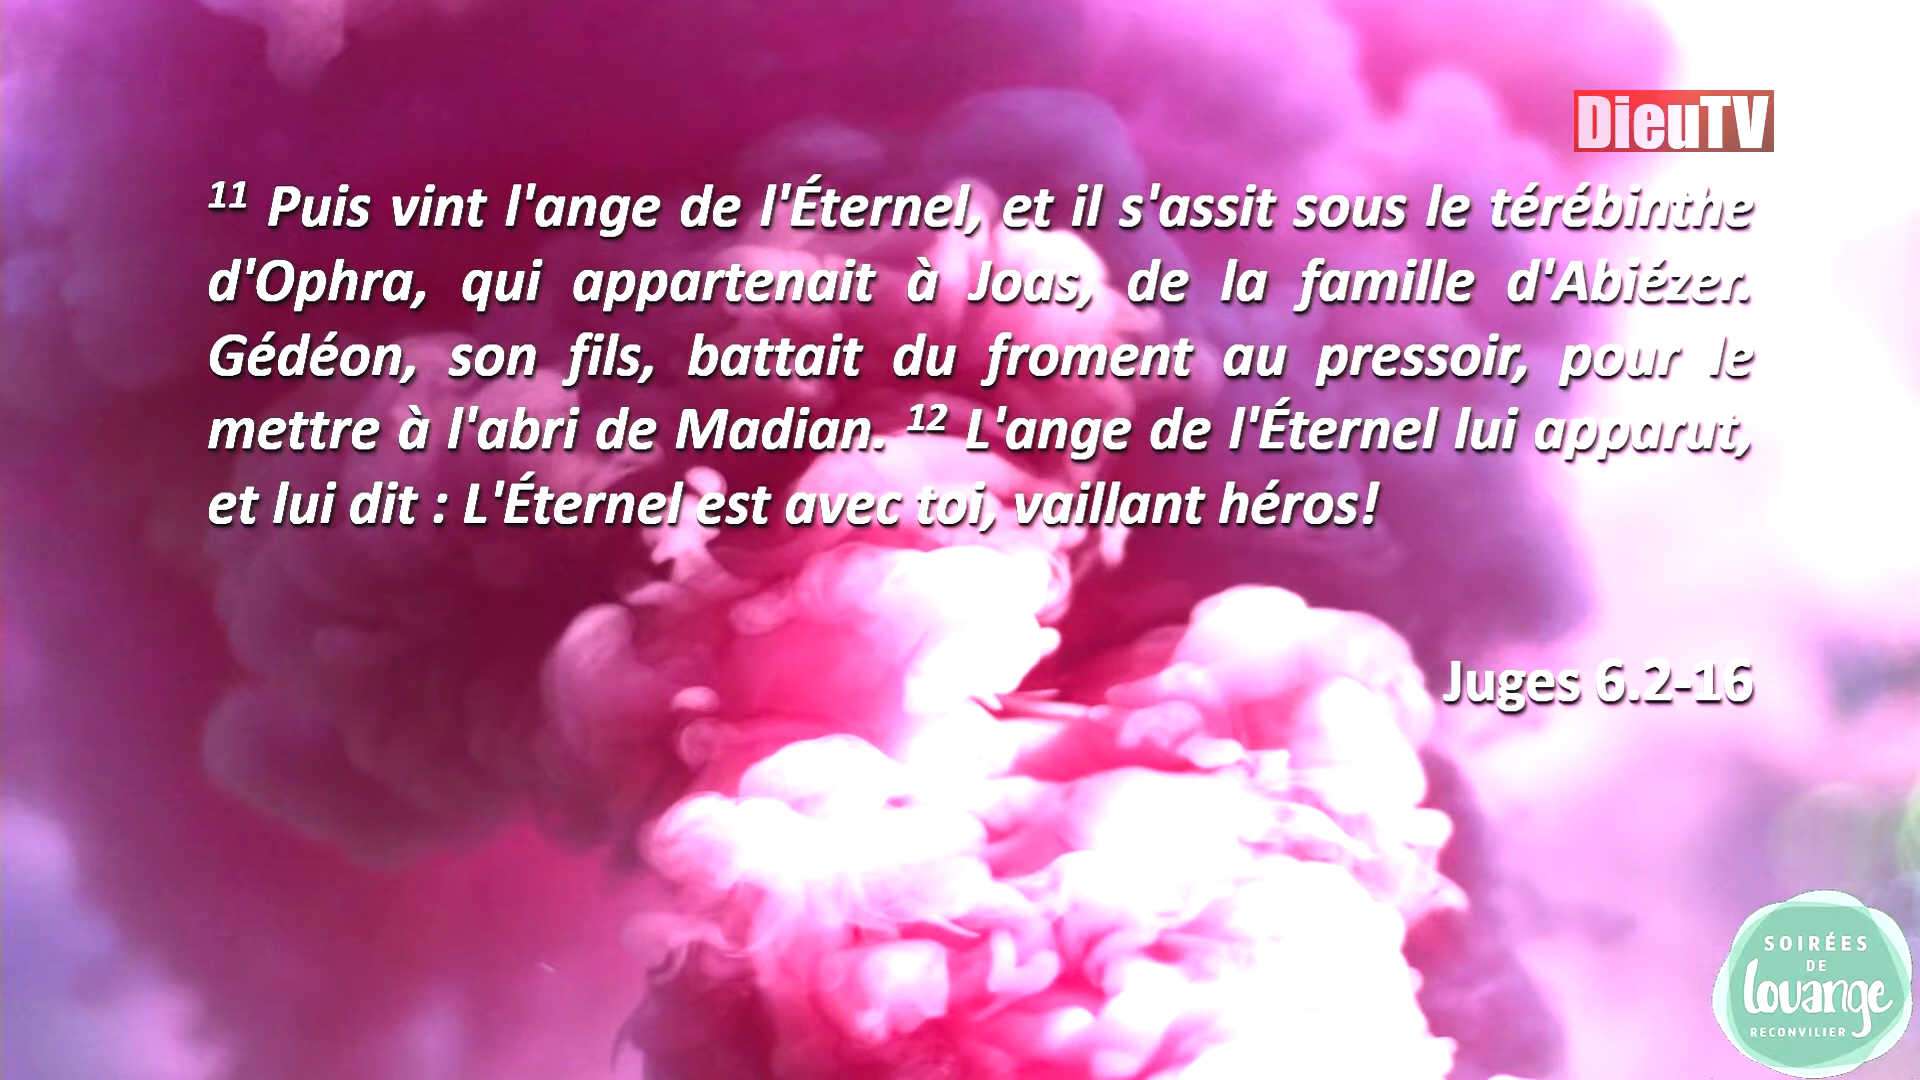 DieuTV
11 Puis vint l'ange de l'Éternel, et il s'assit sous le térébinthe
d'Ophra, qui appartenait à Joas, de la famille d'Abiézer.
Gédéon, son fils, battait du froment au pressoir, pour le
mettre à l'abri de Madian. 12 L'ange de l'Éternel lui apparut,
et lui dit : L'Éternel est avec toi, vaillant héros!
Juges 6.2-16
SOIRÉES
DE
louange
RECONVILIER